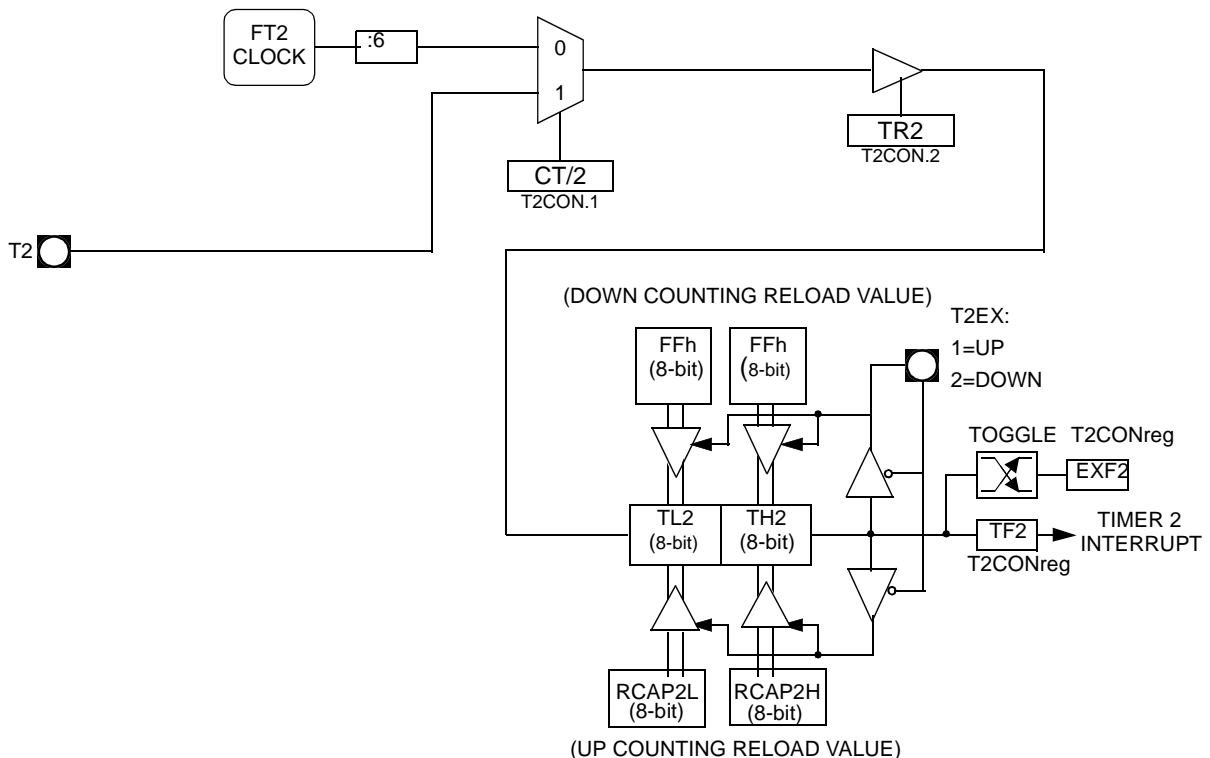 FT2
CLOCK
:6
0
1
TR2
T2CON.2
CT/2
T2CON.1
T2
(DOWN COUNTING RELOAD VALUE)
T2EX:
1=UP
2=DOWN
FFh
(8-bit)
FFh
(8-bit)
TOGGLE
T2CONreg
EXF2
TL2
(8-bit)
TH2
(8-bit)
TF2
TIMER 2
INTERRUPT
T2CONreg
RCAP2L
(8-bit)
RCAP2H
(8-bit)
(UP COUNTING RELOAD VALUE)